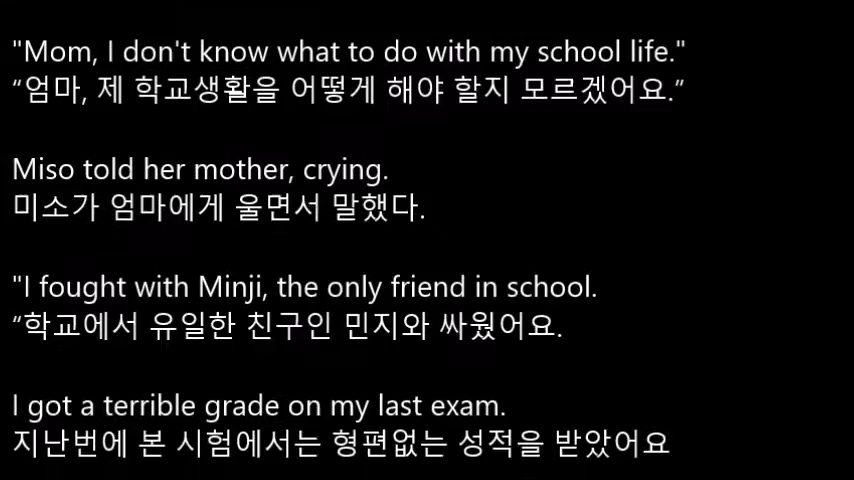 "Mom, I don't know what to do with my school life."
“엄마, 제 학교생활을 어떻게 해야 할지 모르겠어요.”
Miso told her mother, crying.
미소가 엄마에게 울면서 말했다.
"I fought with Minji, the only friend in school.
“학교에서 유일한 친구인 민지와 싸웠어요.
I got a terrible grade on my last exam.
지난번에 본 시험에서는 형편없는 성적을 받았어요